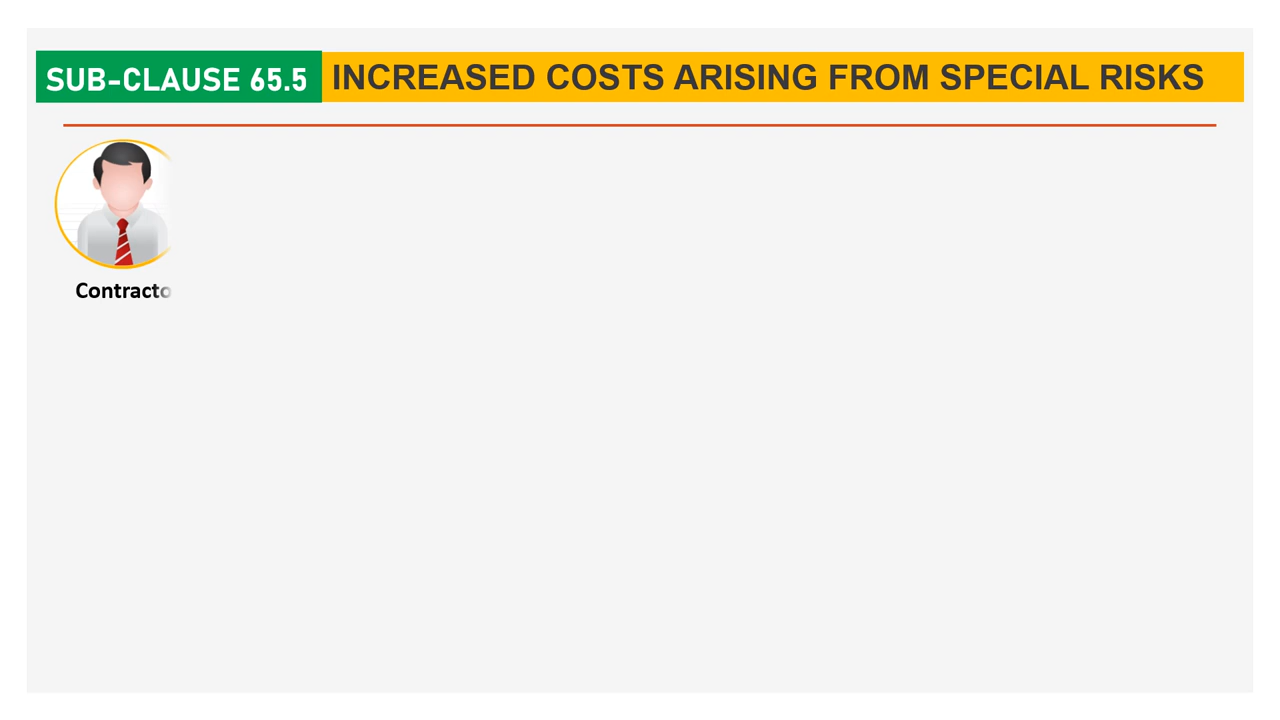 SUB-CLAUSE 65.5 INCREASED COSTS ARISING FROM SPECIAL RISKS
Contracto